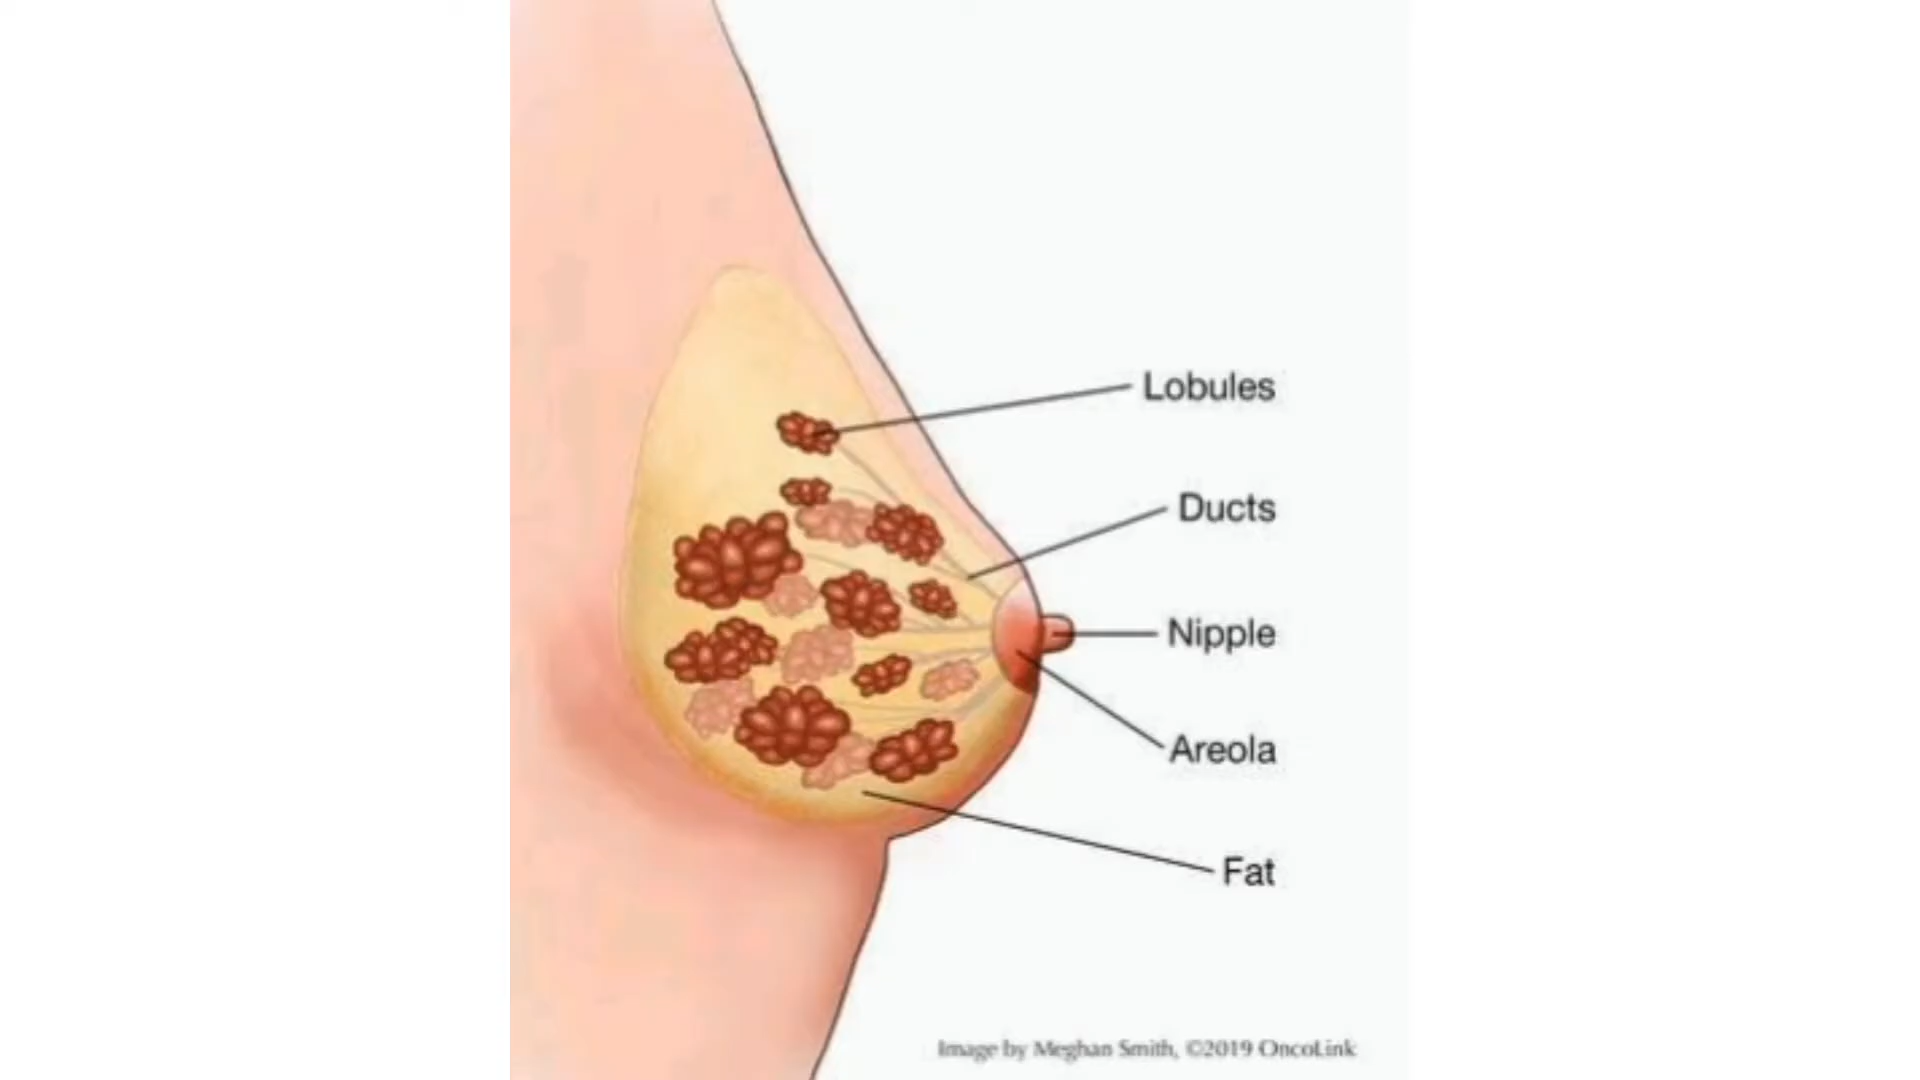 Lobules
Ducts
Nipple
Areola
Fat
Image by Meghan Smith, ©2019 OncoLink